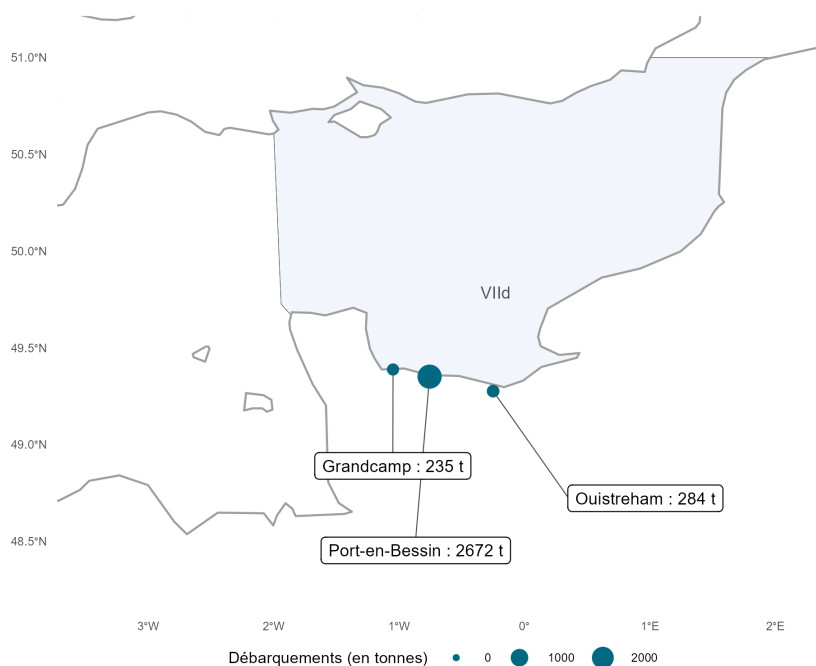 51.0°N
50.5°N
50.0°N
VIId
49.5°N
49.0°N
Grandcamp : 235 t
Ouistreham : 284 t
48.5°N
Port-en-Bessin : 2672 t
3°W 2°W 1°W 0° 1°E 2°E
Débarquements (en tonnes) 0 1000 2000